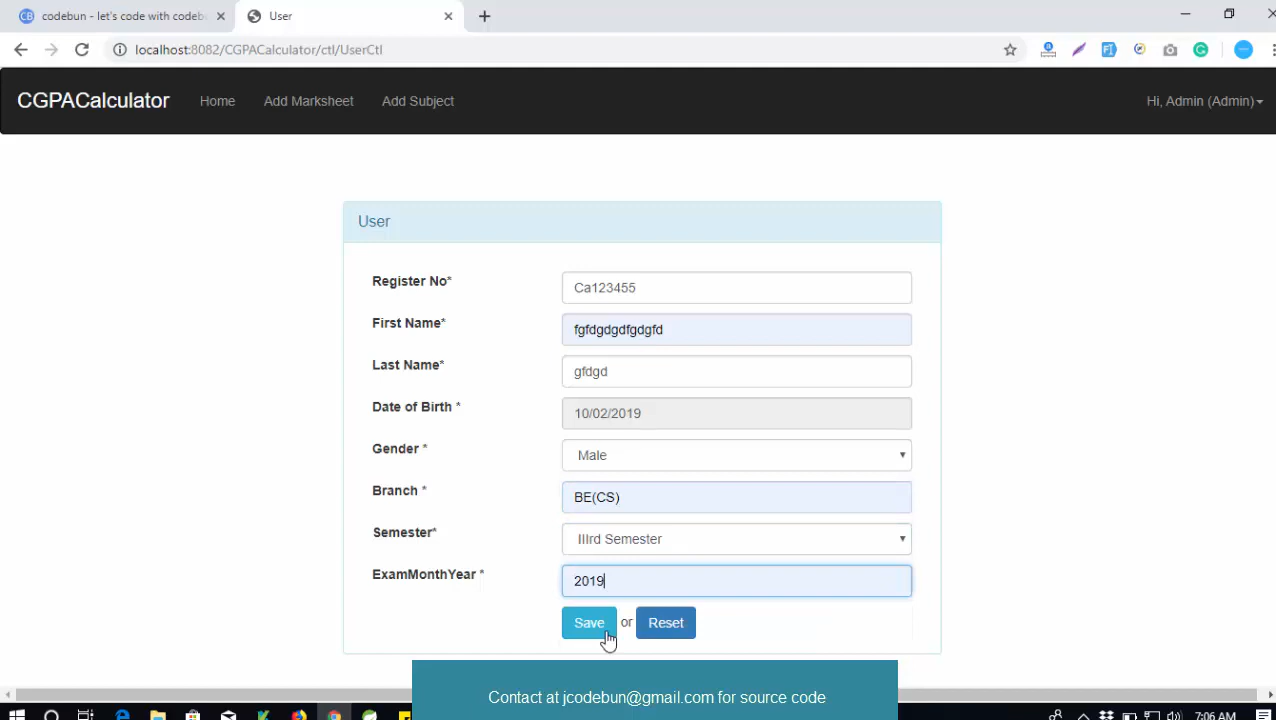 codebun - let's code with codeb
User
localhost:8082/CGPACalculator/ctl/UserCtl
CGPACalculator
Home
Add Marksheet
Add Subject
Hi, Admin (Admin)
User
Register No*
Ca123455
First Name*
fgfdgdgdfgdgfd
Last Name*
gfdgd
Date of Birth *
10/02/2019
Gender *
Male
Branch *
BE(CS)
Semester*
IIIrd Semester
ExamMonthYear *
2019
Save or Reset
Contact at jcodebun@gmail.com for source code
7:06 AM